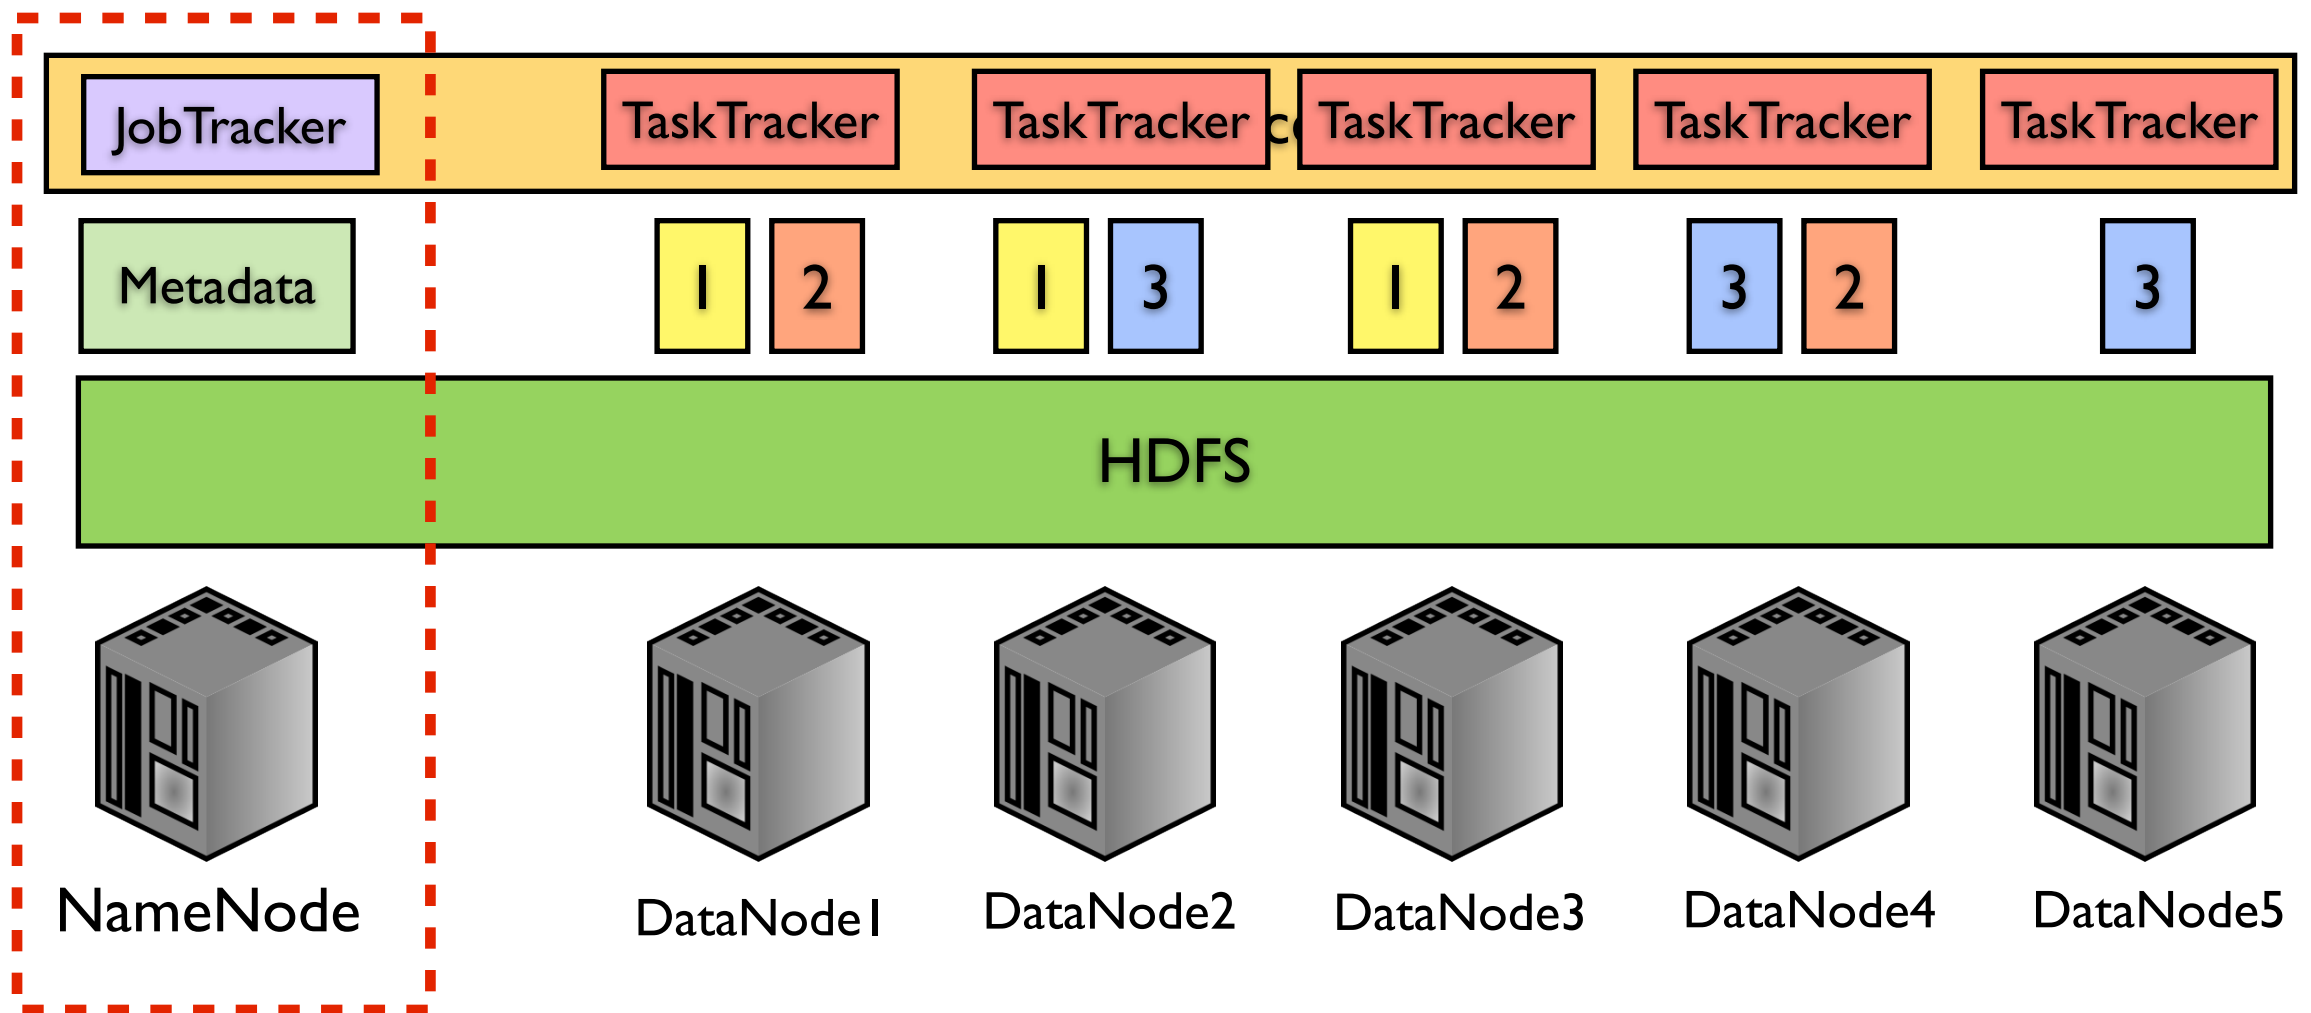 JobTracker TaskTracker TaskTracker TaskTracker TaskTracker TaskTracker
Metadata 1 2 1 3 1 2 3 2 3
HDFS
NameNode DataNode1 DataNode2 DataNode3 DataNode4 DataNode5